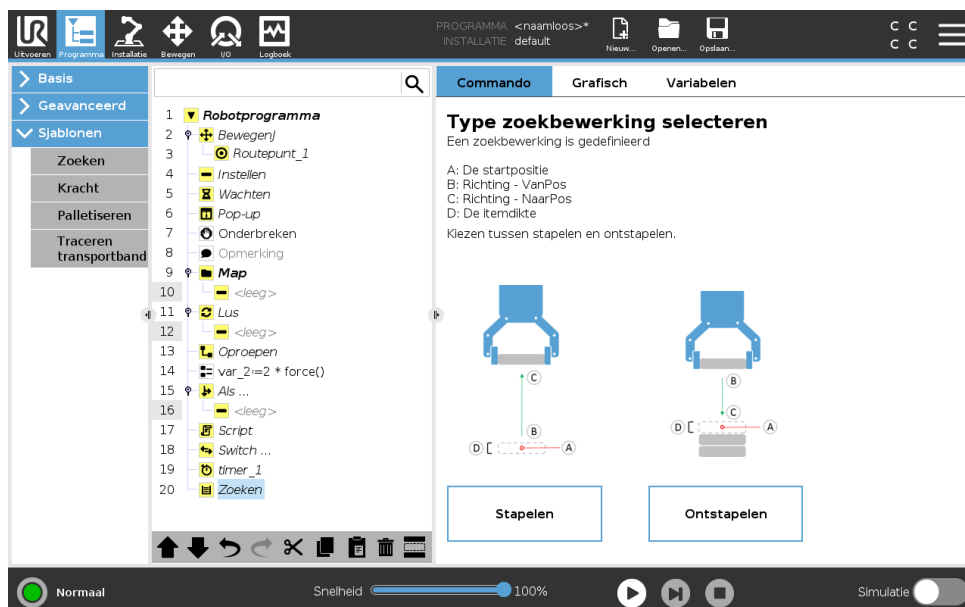 UR
PROGRAMMA <naamloos>*
INSTALLATIE default
C C
C C
Uitvoeren Programma Installatie Bewegen I/O Logboek
Nieuw... Openen... Opslaan...
Basis
Geavanceerd
Sjablonen
Zoeken
Kracht
Palletiseren
Traceren
transportband
1 Robotprogramma
2 BewegenJ
3 Routepunt_1
4 Instellen
5 Wachten
6 Pop-up
7 Onderbreken
8 Opmerking
9 Map
10 <leeg>
11 Lus
12 <leeg>
13 Oproepen
14 var_2:=2 * force()
15 Als ...
16 <leeg>
17 Script
18 Switch ...
19 timer_1
20 Zoeken
Commando Grafisch Variabelen
Type zoekbewerking selecteren
Een zoekbewerking is gedefinieerd
A: De startpositie
B: Richting - VanPos
C: Richting - NaarPos
D: De itemdikte
Kiezen tussen stapelen en ontstapelen.
C
B
D A
B
C
D A
Stapelen
Ontstapelen
Normaal
Snelheid 100%
Simulatie